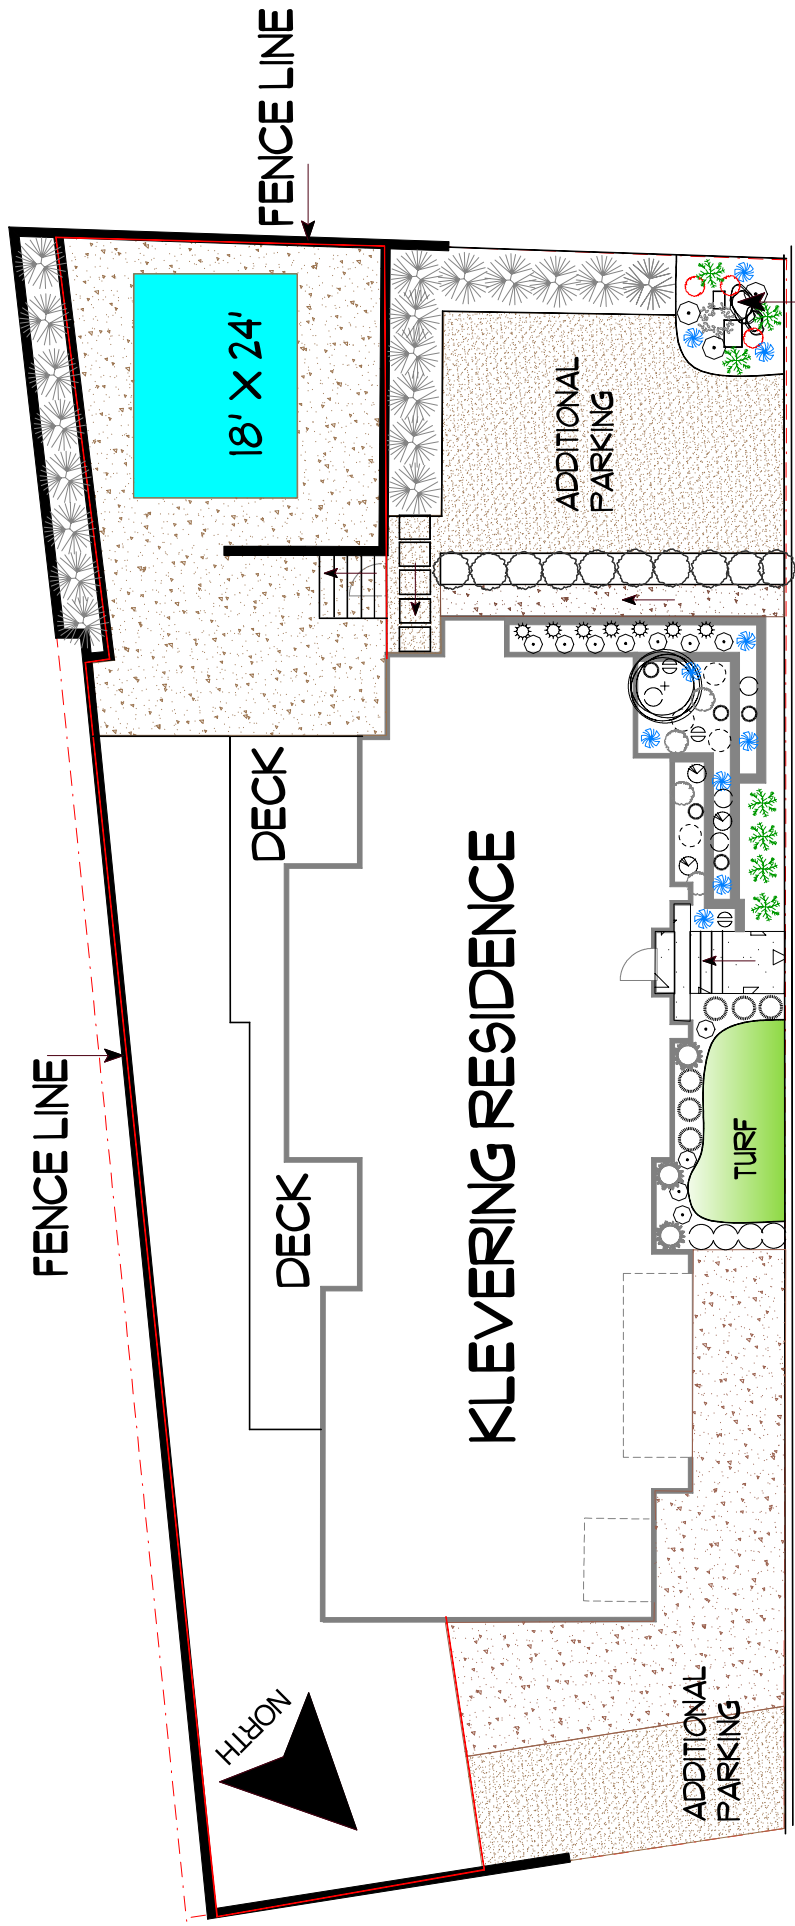 FENCE LINE
18' X 24'
ADDITIONAL
PARKING
DECK
KLEVERING RESIDENCE
FENCE LINE
DECK
TURF
NORTH
ADDITIONAL
PARKING